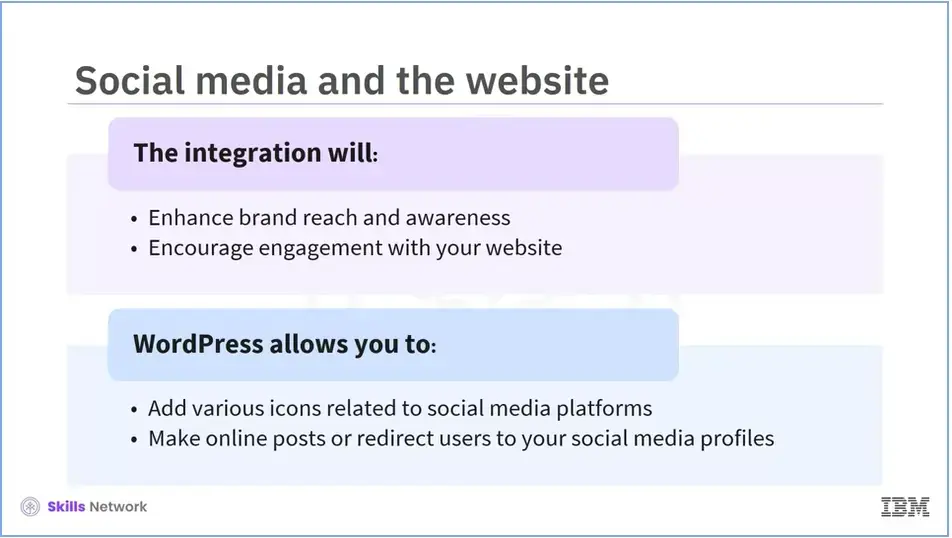 Social media and the website
The integration will:
• Enhance brand reach and awareness
• Encourage engagement with your website
WordPress allows you to:
• Add various icons related to social media platforms
• Make online posts or redirect users to your social media profiles
Skills Network
IBM